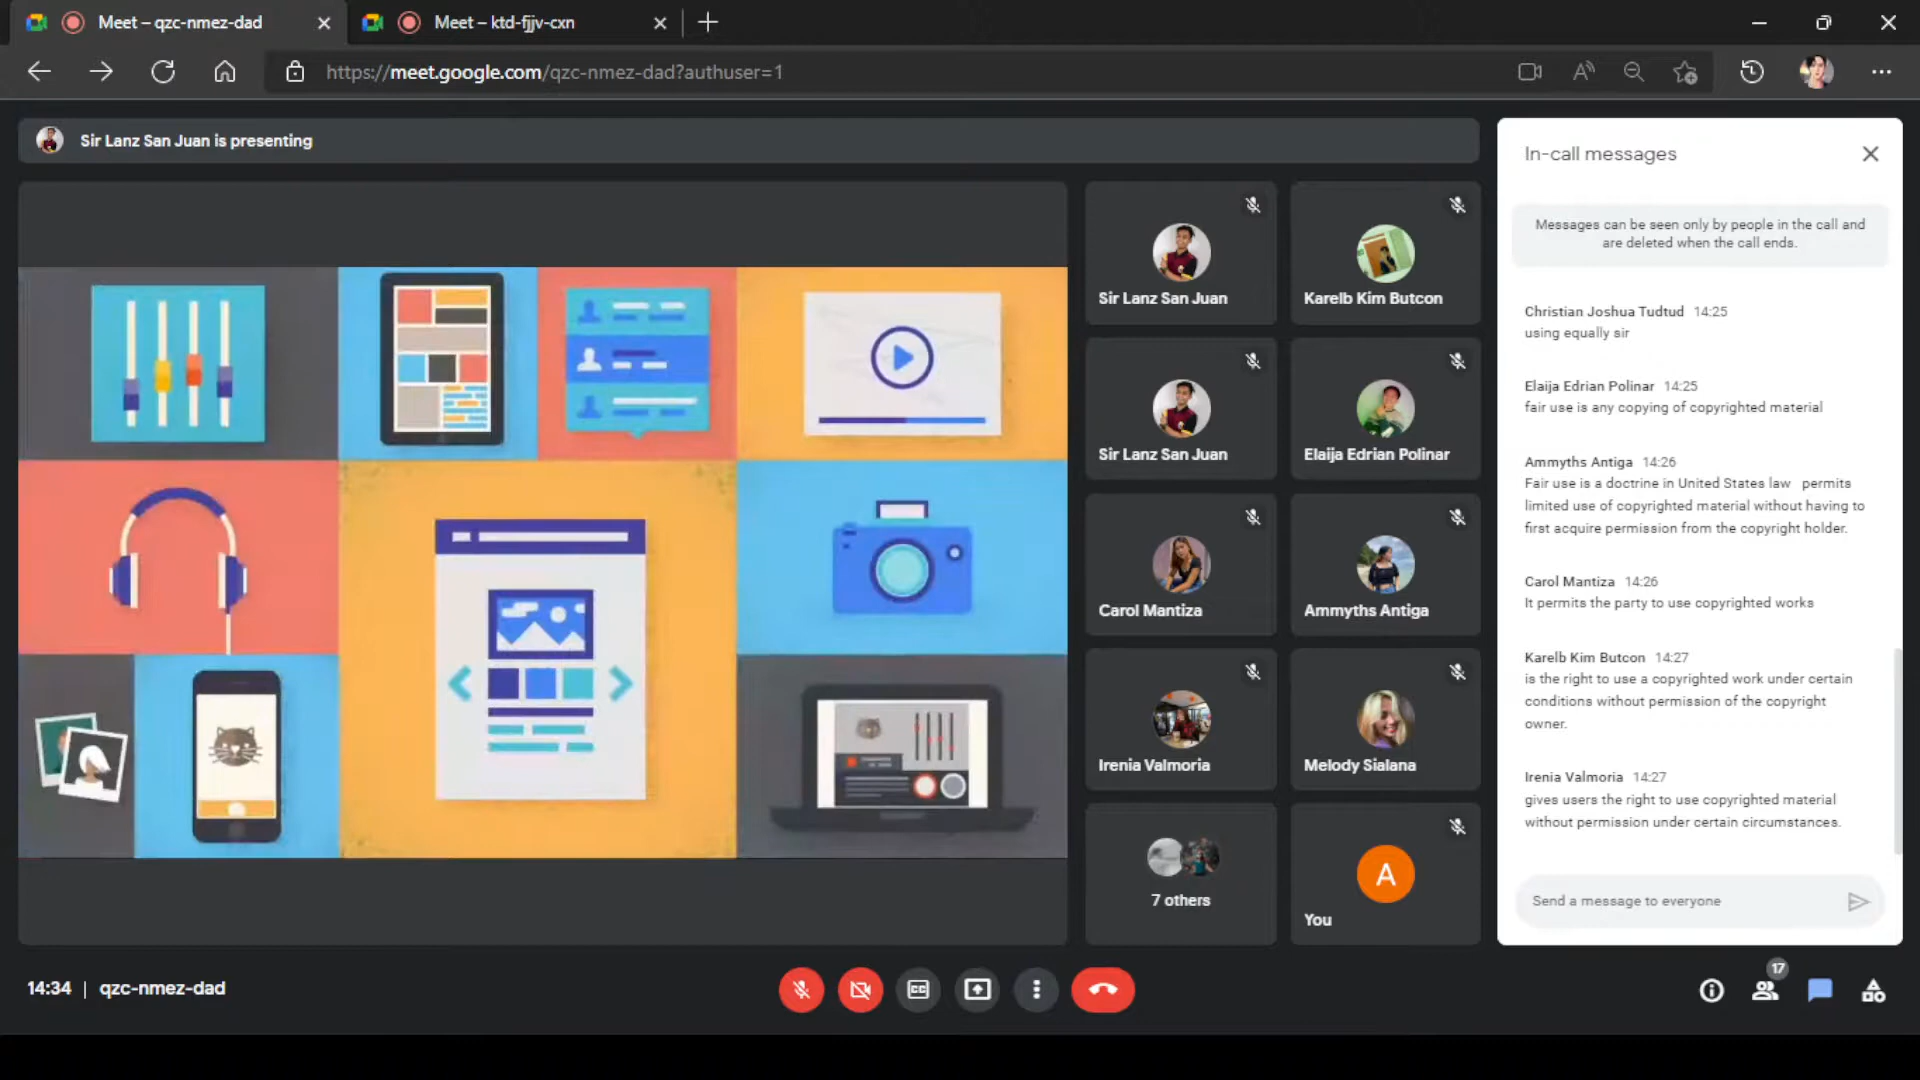 Meet – qzc-nmez-dad
Meet – ktd-fjjv-cxn
https://meet.google.com/qzc-nmez-dad?authuser=1
Sir Lanz San Juan is presenting
Sir Lanz San Juan
Karelb Kim Butcon
Sir Lanz San Juan
Elaija Edrian Polinar
Carol Mantiza
Ammyths Antiga
Irenia Valmoria
Melody Sialana
7 others
A
You
In-call messages
Messages can be seen only by people in the call and
are deleted when the call ends.
Christian Joshua Tudtud 14:25
using equally sir
Elaija Edrian Polinar 14:25
fair use is any copying of copyrighted material
Ammyths Antiga 14:26
Fair use is a doctrine in United States law permits
limited use of copyrighted material without having to
first acquire permission from the copyright holder.
Carol Mantiza 14:26
It permits the party to use copyrighted works
Karelb Kim Butcon 14:27
is the right to use a copyrighted work under certain
conditions without permission of the copyright
owner.
Irenia Valmoria 14:27
gives users the right to use copyrighted material
without permission under certain circumstances.
Send a message to everyone
14:34 | qzc-nmez-dad
CC
17